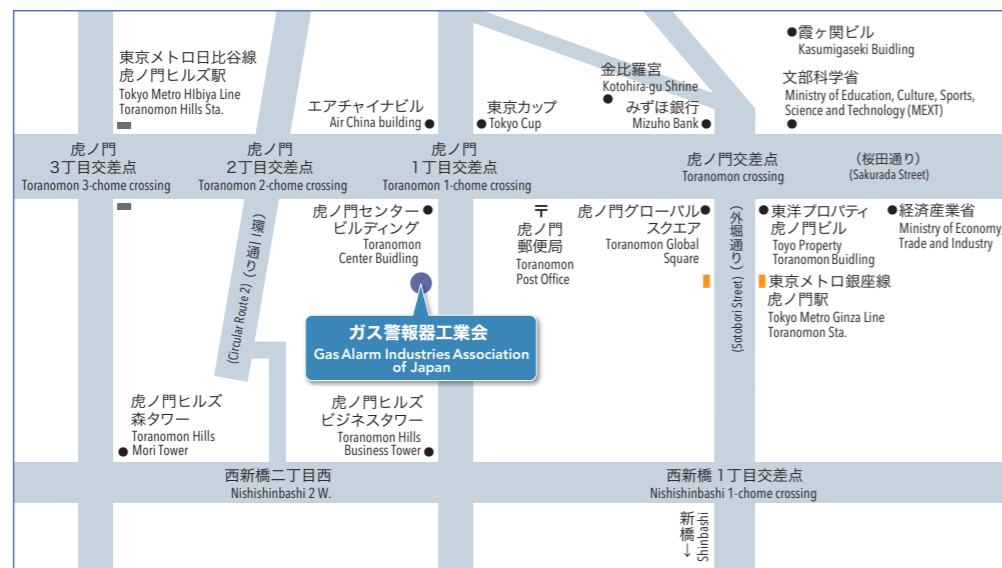 東京メトロ日比谷線
虎ノ門ヒルズ駅
Tokyo Metro HIbiya Line
Toranomon Hills Sta.
エアチャイナビル
Air China building
東京カップ
Tokyo Cup
金比羅宮
Kotohira-gu Shrine
みずほ銀行
Mizuho Bank
霞ヶ関ビル
Kasumigaseki Buidling
文部科学省
Ministry of Education, Culture, Sports,
Science and Technology (MEXT)
虎ノ門
3丁目交差点
Toranomon 3-chome crossing
虎ノ門
2丁目交差点
Toranomon 2-chome crossing
虎ノ門
1丁目交差点
Toranomon 1-chome crossing
虎ノ門交差点
Toranomon crossing
(桜田通り)
(Sakurada Street)
(環二通り)
(Circular Route 2)
虎ノ門センター
ビルディング
Toranomon
Center Buidling
〒
虎ノ門
郵便局
Toranomon
Post Office
虎ノ門グローバル
スクエア
Toranomon Global
Square
(外堀通り)
(Sotobori Street)
東洋プロパティ
虎ノ門ビル
Toyo Property
Toranomon Buidling
経済産業省
Ministry of Economy,
Trade and Industry
東京メトロ銀座線
虎ノ門駅
Tokyo Metro Ginza Line
Toranomon Sta.
ガス警報器工業会
Gas Alarm Industries Association
of Japan
虎ノ門ヒルズ
森タワー
Toranomon Hills
Mori Tower
虎ノ門ヒルズ
ビジネスタワー
Toranomon Hills
Business Tower
西新橋二丁目西
Nishishinbashi 2 W.
西新橋 1丁目交差点
Nishishinbashi 1-chome crossing
新橋→
Shinbashi